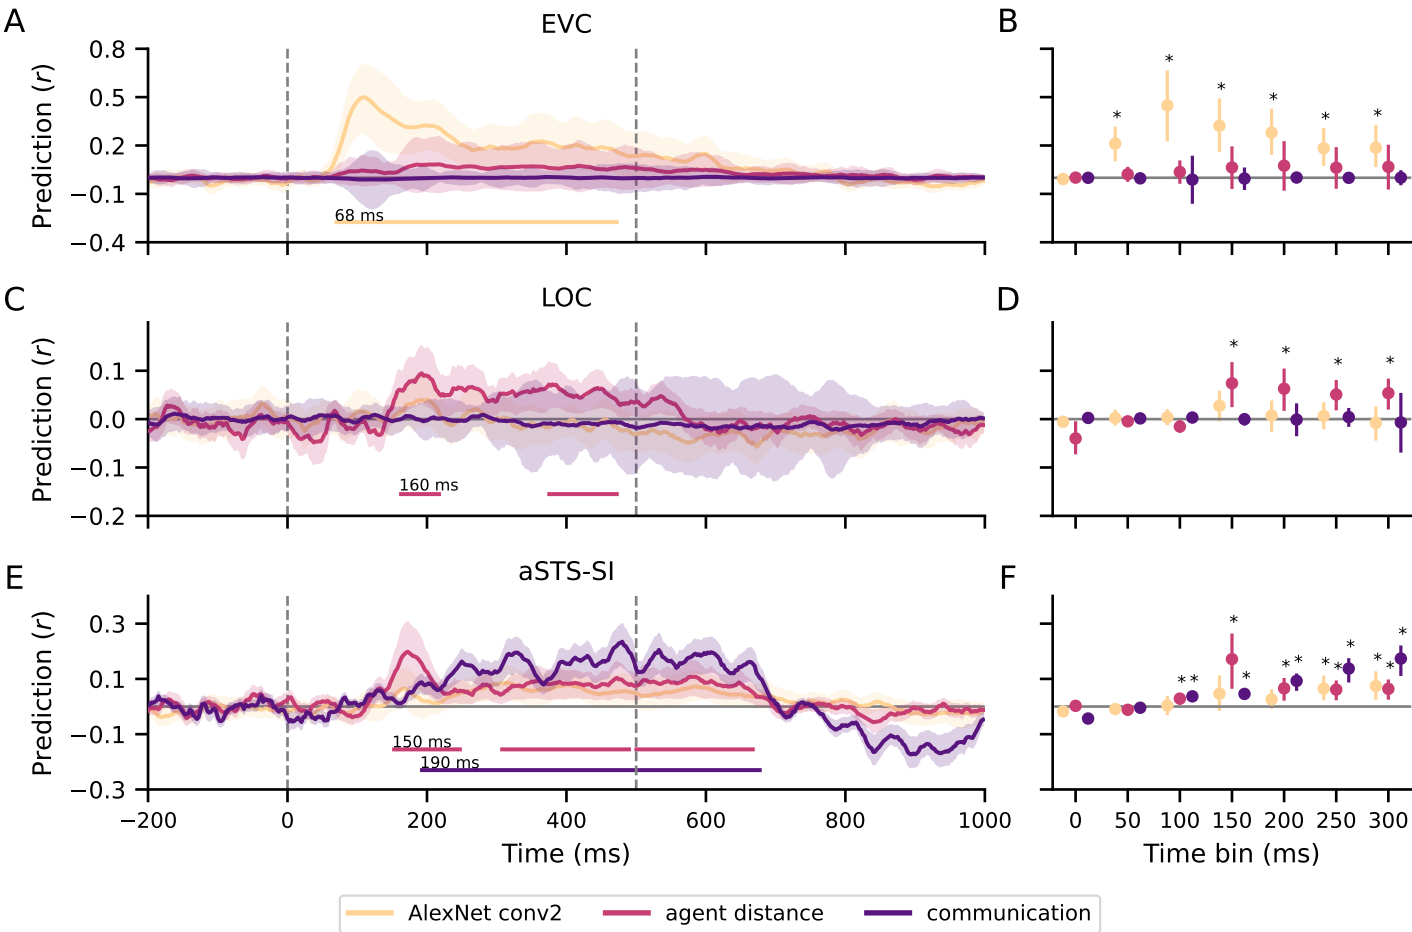 A
EVC
B
Prediction (r)
0.8
0.5
0.2
−0.1
−0.4
68 ms
* * * * * *
C
LOC
D
Prediction (r)
0.1
0.0
−0.1
−0.2
160 ms
* * * *
E
aSTS-SI
F
Prediction (r)
0.3
0.1
−0.1
−0.3
150 ms
190 ms
* * * * * * * * * * * *
−200 0 200 400 600 800 1000
0 50 100 150 200 250 300
Time (ms)
Time bin (ms)
AlexNet conv2 agent distance communication